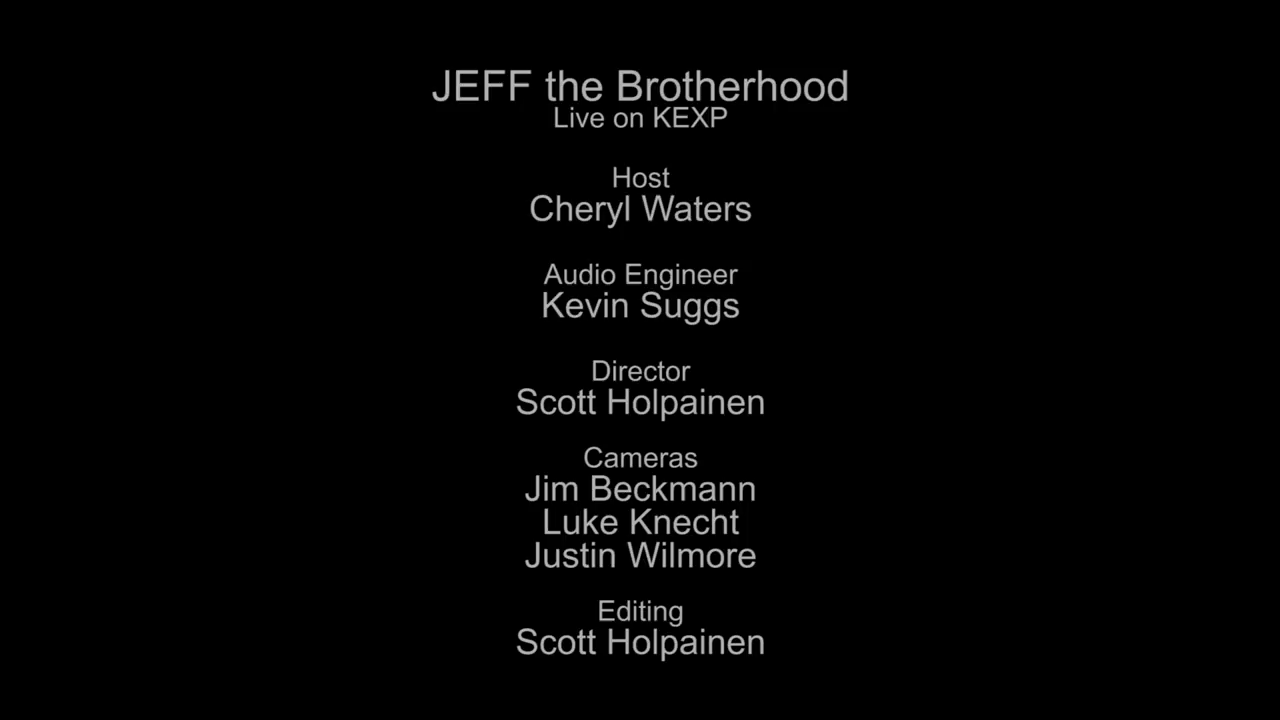 JEFF the Brotherhood
Live on KEXP
Host
Cheryl Waters
Audio Engineer
Kevin Suggs
Director
Scott Holpainen
Cameras
Jim Beckmann
Luke Knecht
Justin Wilmore
Editing
Scott Holpainen